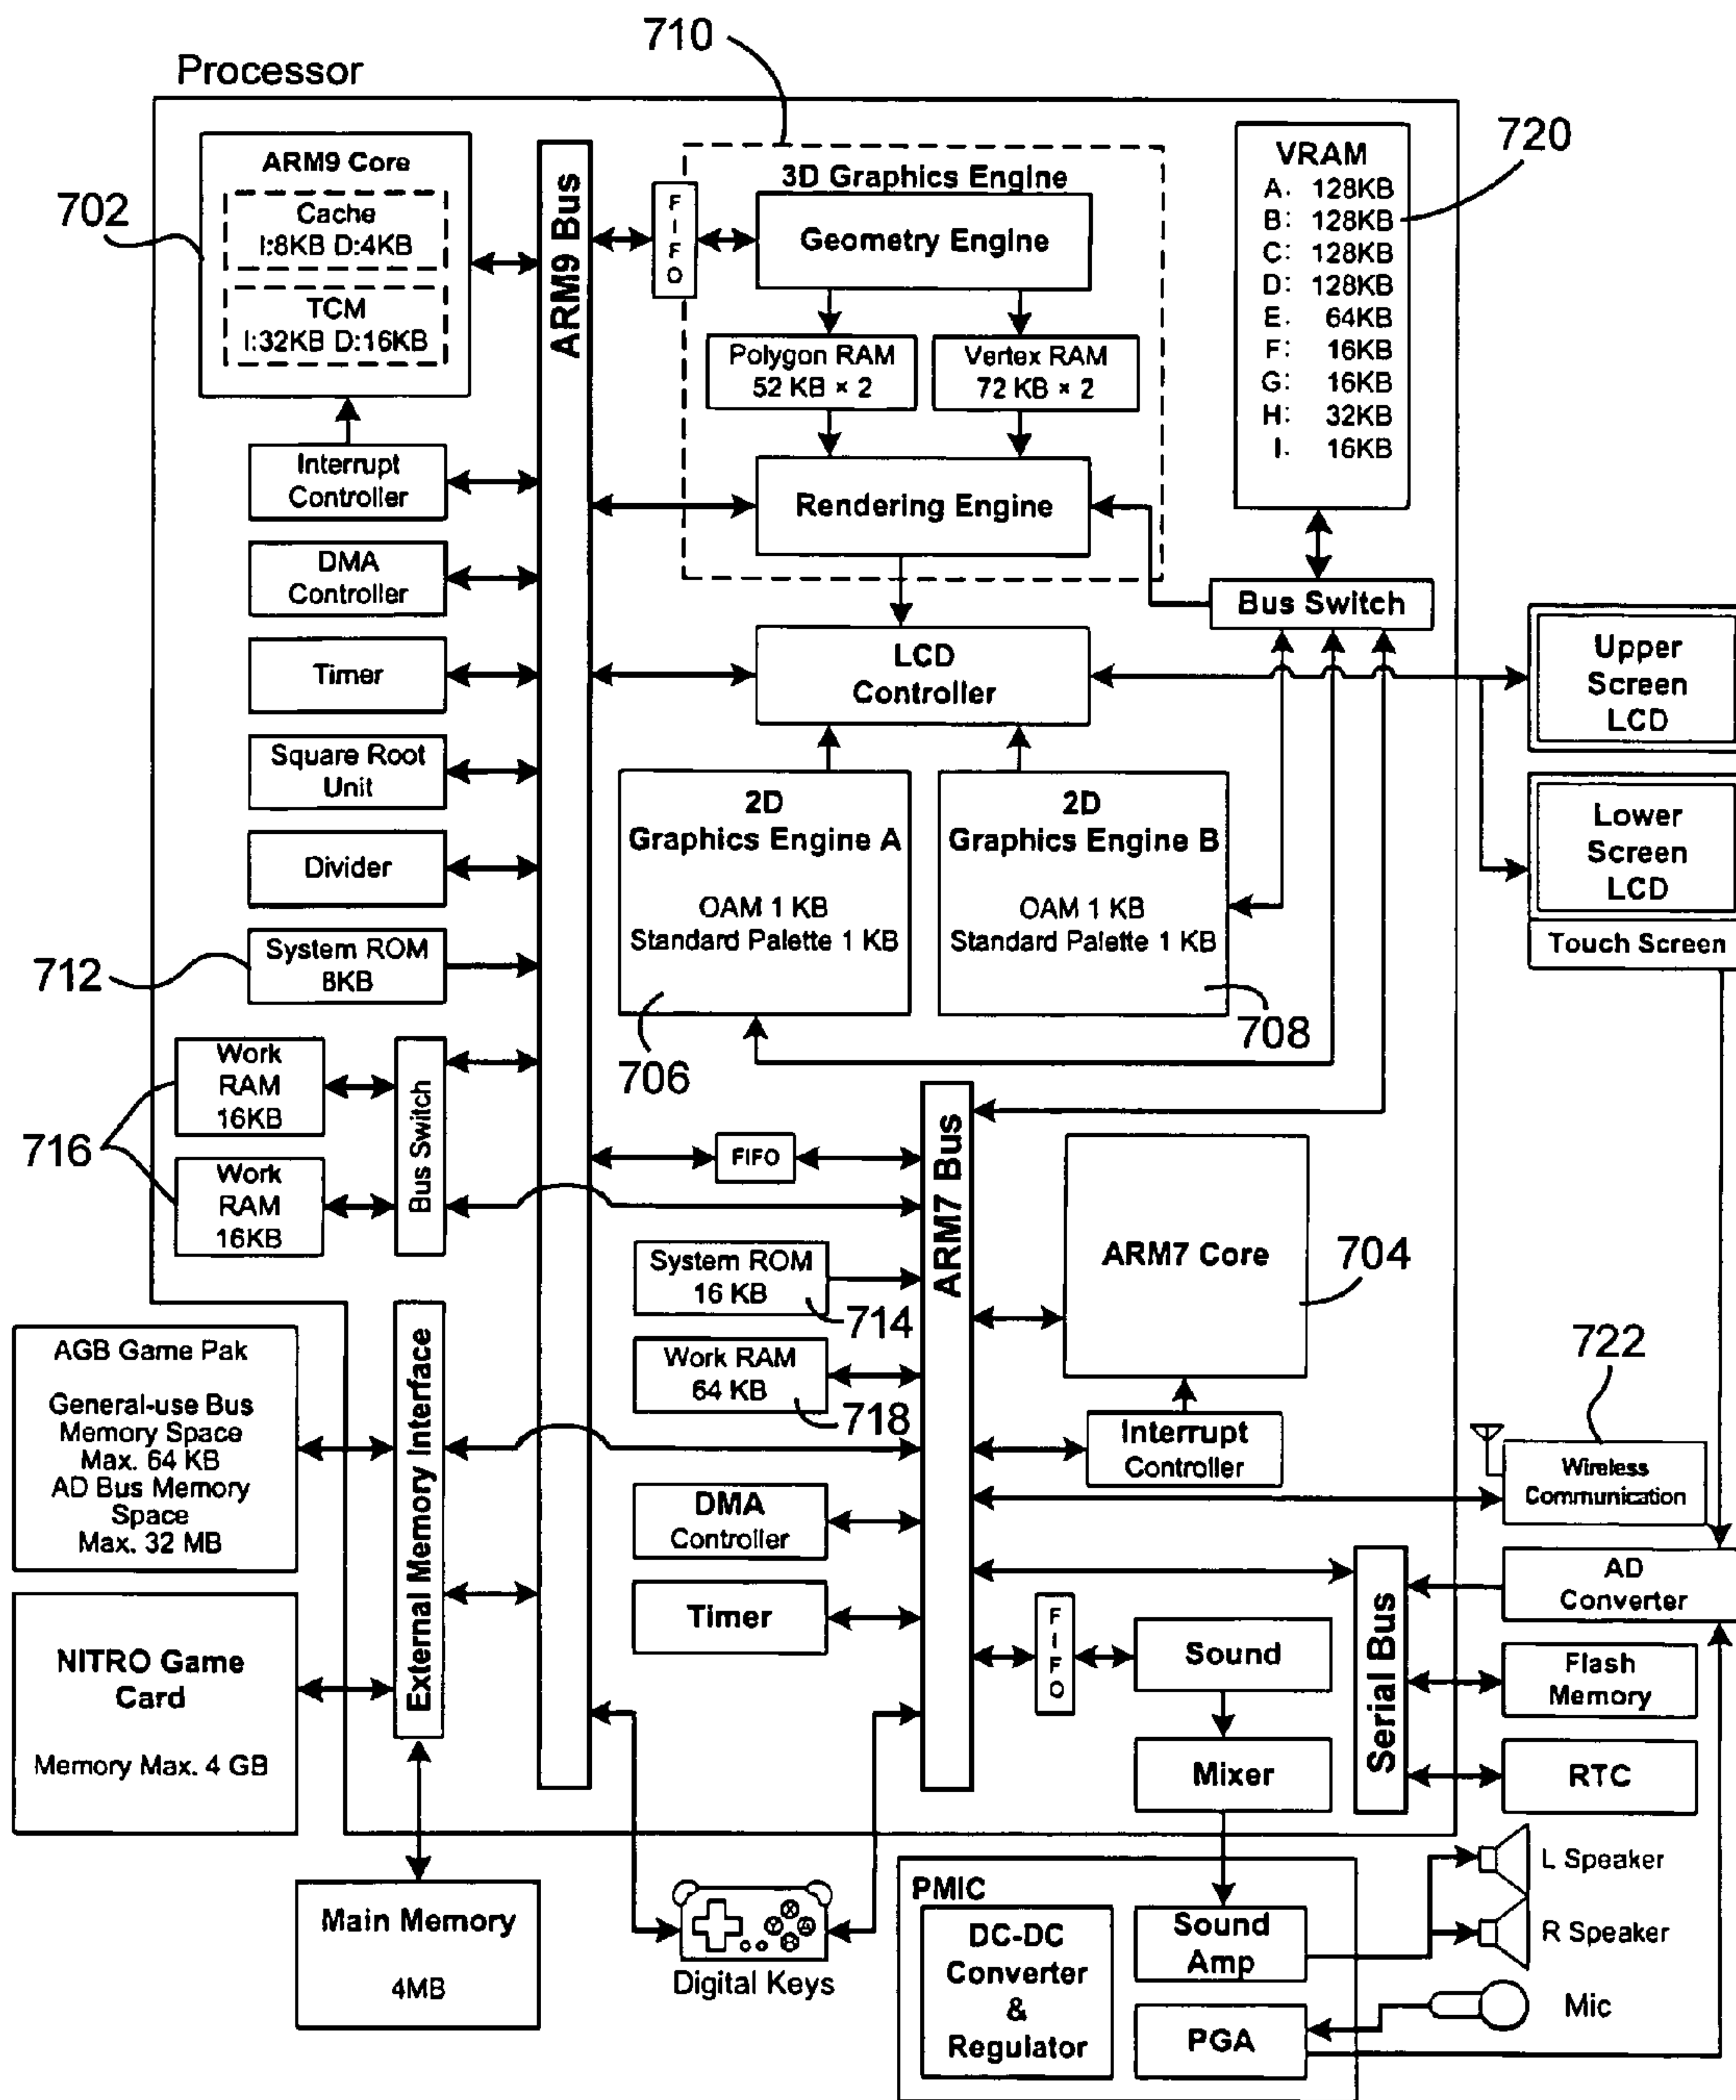 710
Processor
720
702
ARM9 Core
Cache
I:8KB D:4KB
TCM
I:32KB D:16KB
Interrupt
Controller
DMA
Controller
Timer
Square Root
Unit
Divider
712
System ROM
8KB
716
Work
RAM
16KB
Work
RAM
16KB
Bus Switch
ARM9 Bus
FIFO
3D Graphics Engine
Geometry Engine
Polygon RAM
52 KB × 2
Vertex RAM
72 KB × 2
Rendering Engine
VRAM
A: 128KB
B: 128KB
C: 128KB
D: 128KB
E. 64KB
F: 16KB
G: 16KB
H: 32KB
I. 16KB
Bus Switch
LCD
Controller
Upper
Screen
LCD
Lower
Screen
LCD
Touch Screen
2D
Graphics Engine A
OAM 1 KB
Standard Palette 1 KB
706
2D
Graphics Engine B
OAM 1 KB
Standard Palette 1 KB
708
FIFO
ARM7 Bus
ARM7 Core
704
System ROM
16 KB
714
Work RAM
64 KB
718
Interrupt
Controller
722
Wireless
Communication
AGB Game Pak
General-use Bus
Memory Space
Max. 64 KB
AD Bus Memory
Space
Max. 32 MB
NITRO Game
Card
Memory Max. 4 GB
External Memory Interface
DMA
Controller
Timer
FIFO
Sound
Mixer
Serial Bus
AD
Converter
Flash
Memory
RTC
Main Memory
4MB
Y
X
A
B
Digital Keys
PMIC
DC-DC
Converter
&
Regulator
Sound
Amp
PGA
L Speaker
R Speaker
Mic